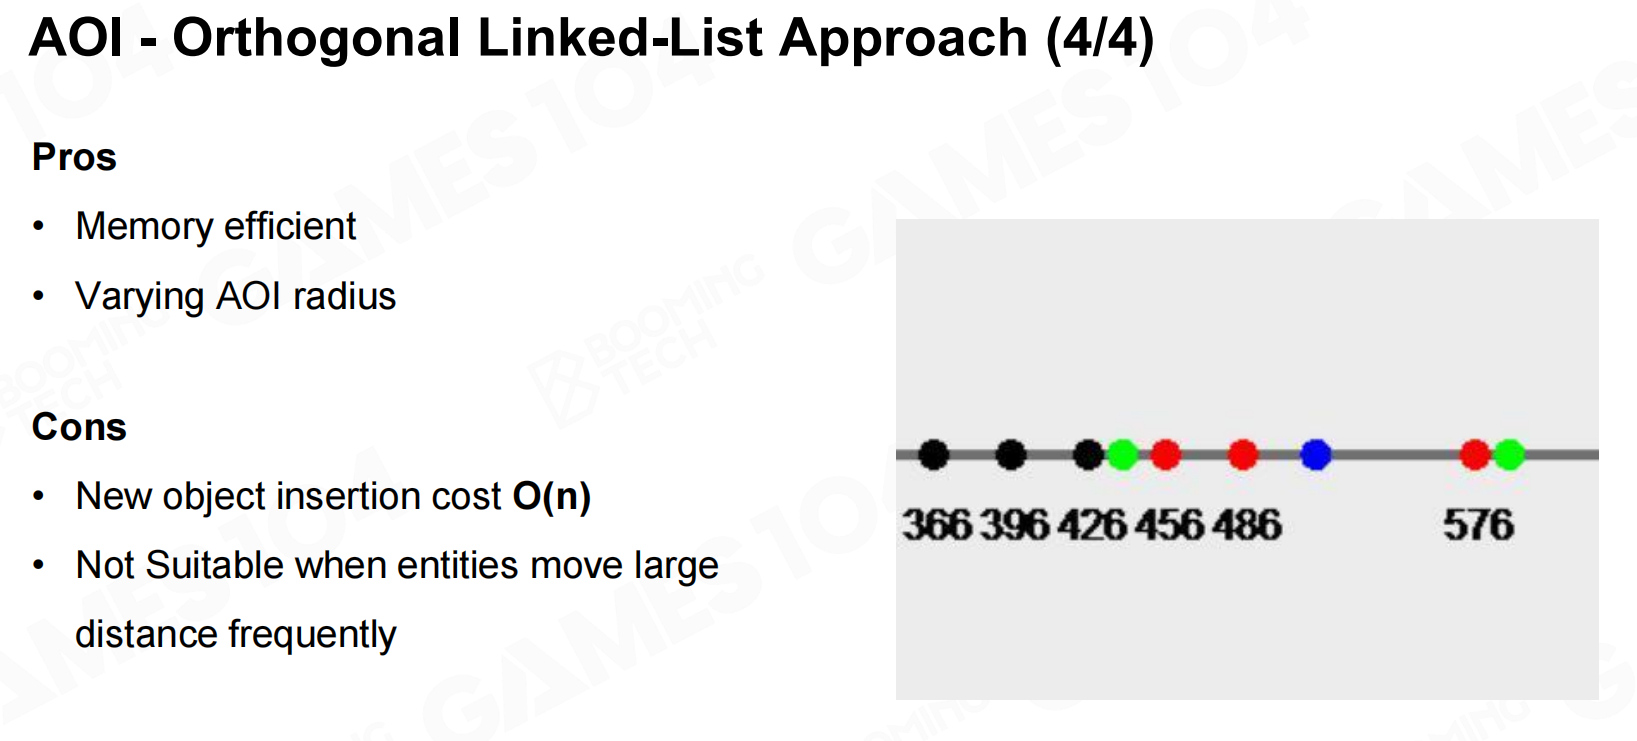 AOI - Orthogonal Linked-List Approach (4/4)
Pros
• Memory efficient
• Varying AOI radius
Cons
• New object insertion cost O(n)
• Not Suitable when entities move large
distance frequently
366 396 426 456 486 576
GAMES104
BOOMING
TECH